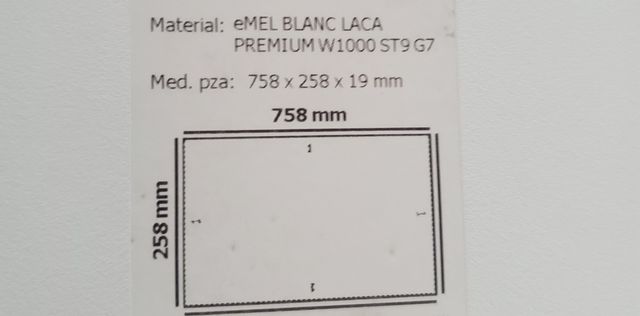 Material: eMEL BLANC LACA
PREMIUM W1000 ST9 G7
Med. pza: 758 x 258 x 19 mm
758 mm
1
258 mm
1
1
1